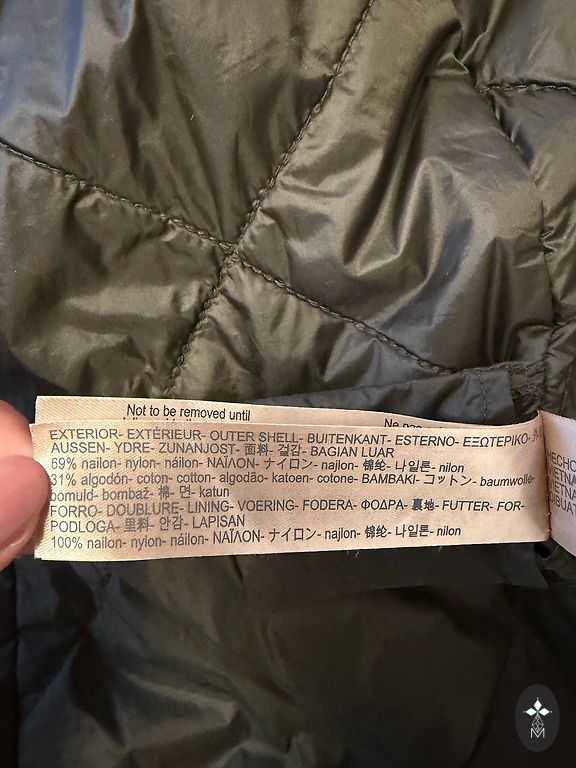 Not to be removed until
Ne pas
EXTERIOR- EXTÉRIEUR- OUTER SHELL- BUITENKANT- ESTERNO- ΕΞΩΤΕΡΙΚΟ-
AUSSEN- YDRE- ZUNANJOST- 面料- 겉감- BAGIAN LUAR
69% nailon- nylon- náilon- ΝΑΪΛΟΝ- ナイロン- najlon- 锦纶- 나일론- nilon
31% algodón- coton- cotton- algodão- katoen- cotone- ΒΑΜΒΑΚΙ- コットン- baumwolle-
bomuld- bombaž- 棉- 면- katun
FORRO- DOUBLURE- LINING- VOERING- FODERA- ΦΟΔΡΑ- 裏地- FUTTER- FOR-
PODLOGA- 里料- 안감- LAPISAN
100% nailon- nylon- náilon- ΝΑΪΛΟΝ- ナイロン- najlon- 锦纶- 나일론- nilon